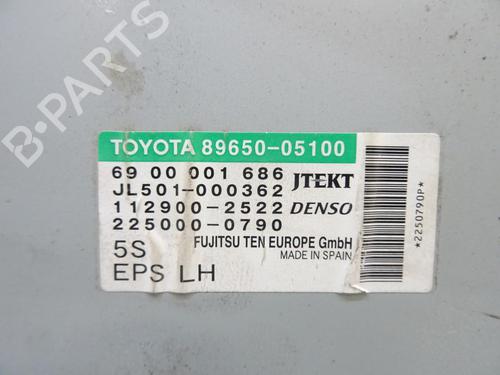 TOYOTA 89650-05100
69 00 001 686 JTEKT
JL501-000362
112900-2522 DENSO
225000-0790
5S FUJITSU TEN EUROPE GmbH
MADE IN SPAIN
EPS LH
*2250790P*
B-PARTS